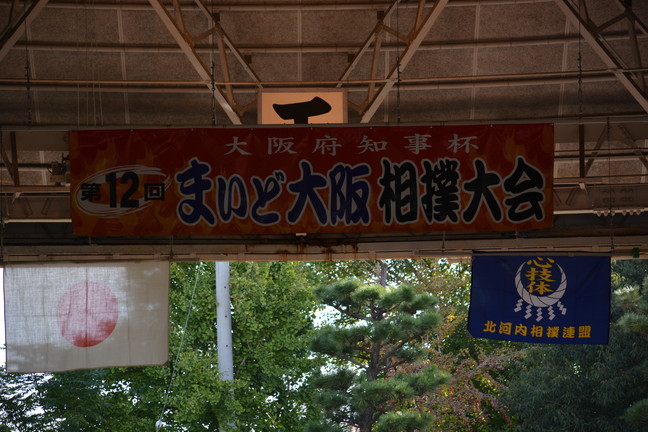 大阪府知事杯
第12回 まいど大阪 相撲大会
心技体
北河内相撲連盟